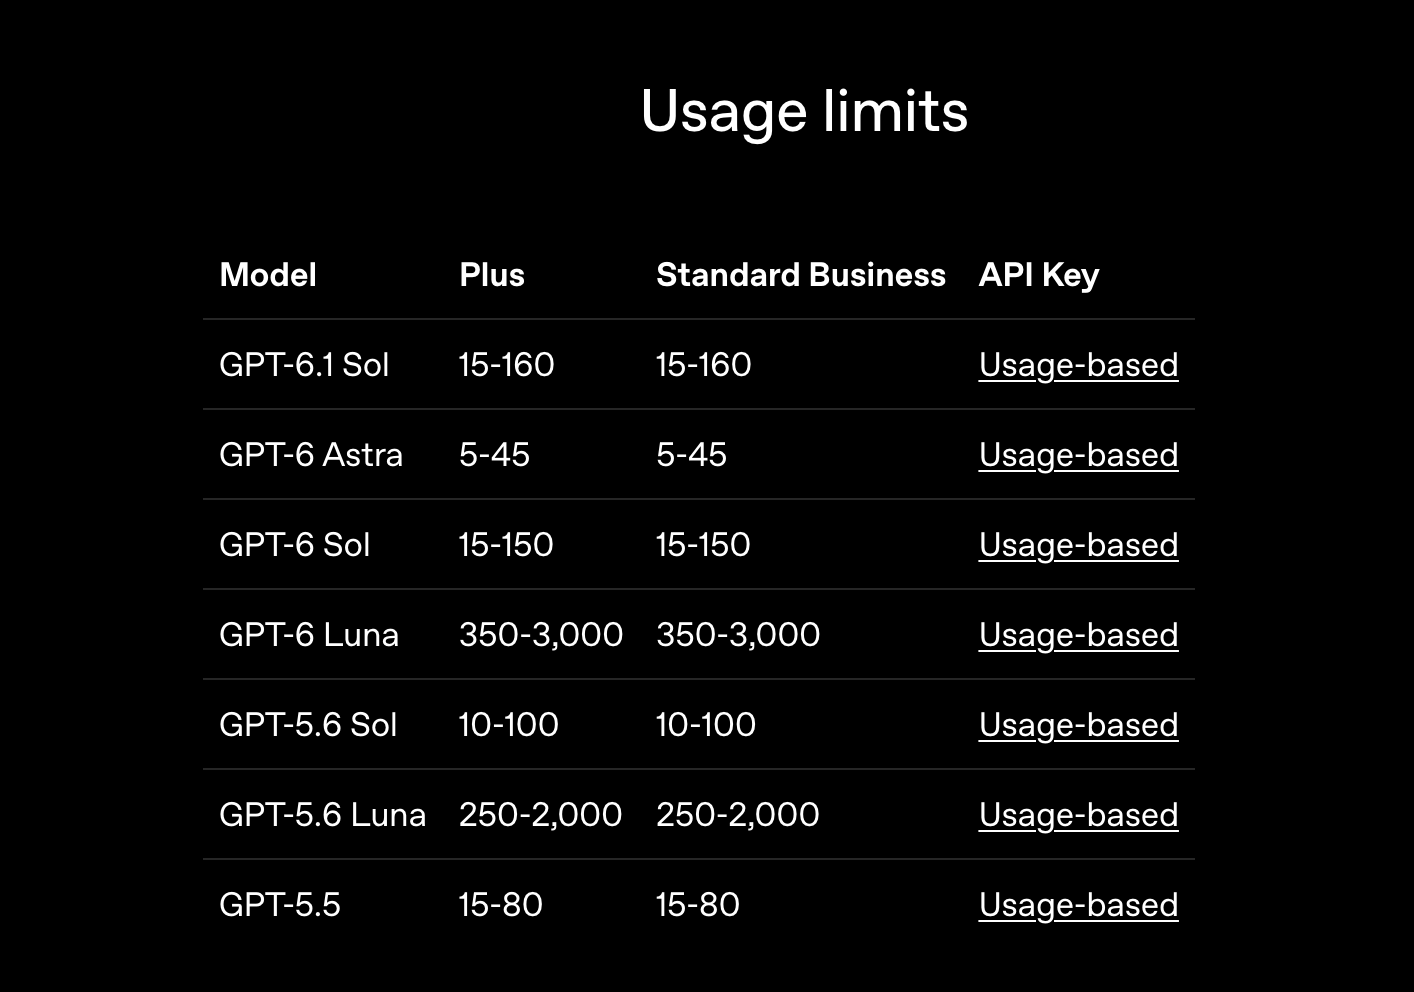 Usage limits
Model Plus Standard Business API Key
GPT-6.1 Sol 15-160 15-160 Usage-based
GPT-6 Astra 5-45 5-45 Usage-based
GPT-6 Sol 15-150 15-150 Usage-based
GPT-6 Luna 350-3,000 350-3,000 Usage-based
GPT-5.6 Sol 10-100 10-100 Usage-based
GPT-5.6 Luna 250-2,000 250-2,000 Usage-based
GPT-5.5 15-80 15-80 Usage-based